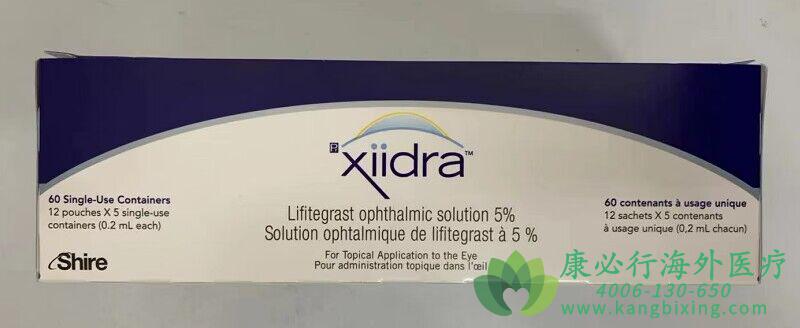 Pr xiidra™
60 Single-Use Containers
12 pouches X 5 single-use
containers (0.2 mL each)
Lifitegrast ophthalmic solution 5%
Solution ophtalmique de lifitegrast à 5 %
For Topical Application to the Eye
Pour administration topique dans l'œil
60 contenants à usage unique
12 sachets X 5 contenants
à usage unique (0,2 mL chacun)
Shire
康必行海外医疗
4006-130-650
www.kangbixing.com